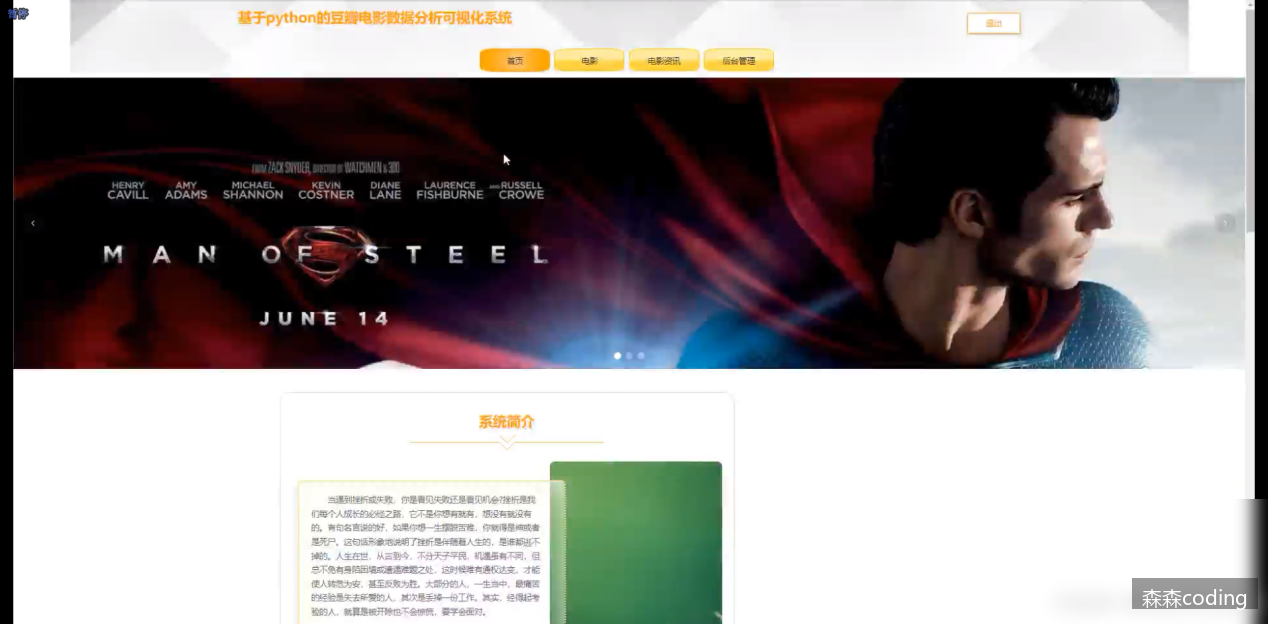 暂停
基于python的豆瓣电影数据分析可视化系统
退出
首页
电影
电影资讯
后台管理
FROM ZACK SNYDER, DIRECTOR OF WATCHMEN & 300
HENRY CAVILL
AMY ADAMS
MICHAEL SHANNON
KEVIN COSTNER
DIANE LANE
LAURENCE FISHBURNE
AND RUSSELL CROWE
MAN OF STEEL
JUNE 14
系统简介
当遇到挫折或失败，你是看见失败还是看见机会?挫折是我
们每个人成长的必经之路，它不是你想有就有，想没有就没有
的。有句名言说的好，如果你想一生摆脱苦难，你就得是神或者
是死尸。这句话形象地说明了挫折是伴随着人生的，是谁都逃不
掉的。人生在世，从古到今，不分天子平民，机遇虽有不同，但
总不免有身陷困境或遭遇难题之处，这时候唯有通权达变，才能
使人转危为安，甚至反败为胜。大部分的人，一生当中，最痛苦
的经验是失去所爱的人，其次是丢掉一份工作。其实，经得起考
验的人，就算是被开除也不会惊慌，要学会面对。
森森coding